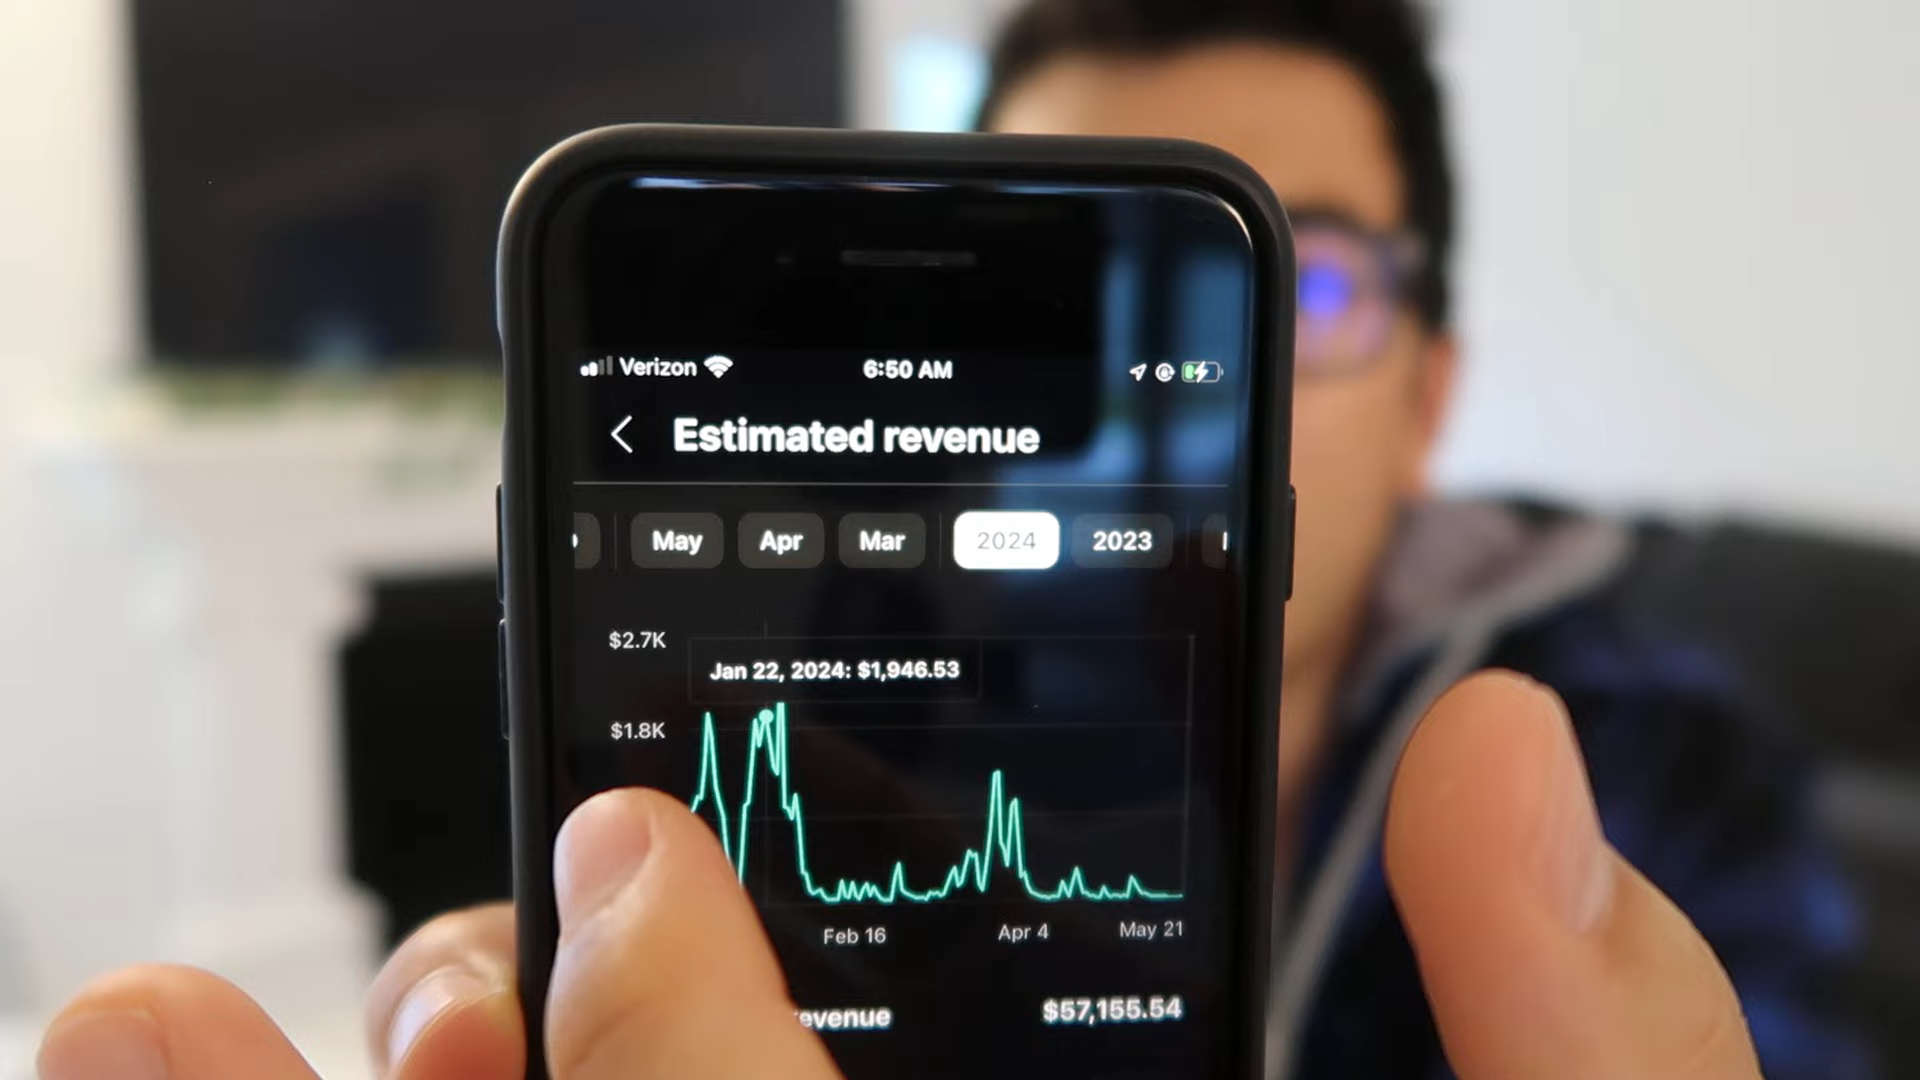 Verizon 6:50 AM
Estimated revenue
May Apr Mar 2024 2023
$2.7K
Jan 22, 2024: $1,946.53
$1.8K
Feb 16 Apr 4 May 21
evenue $57,155.54